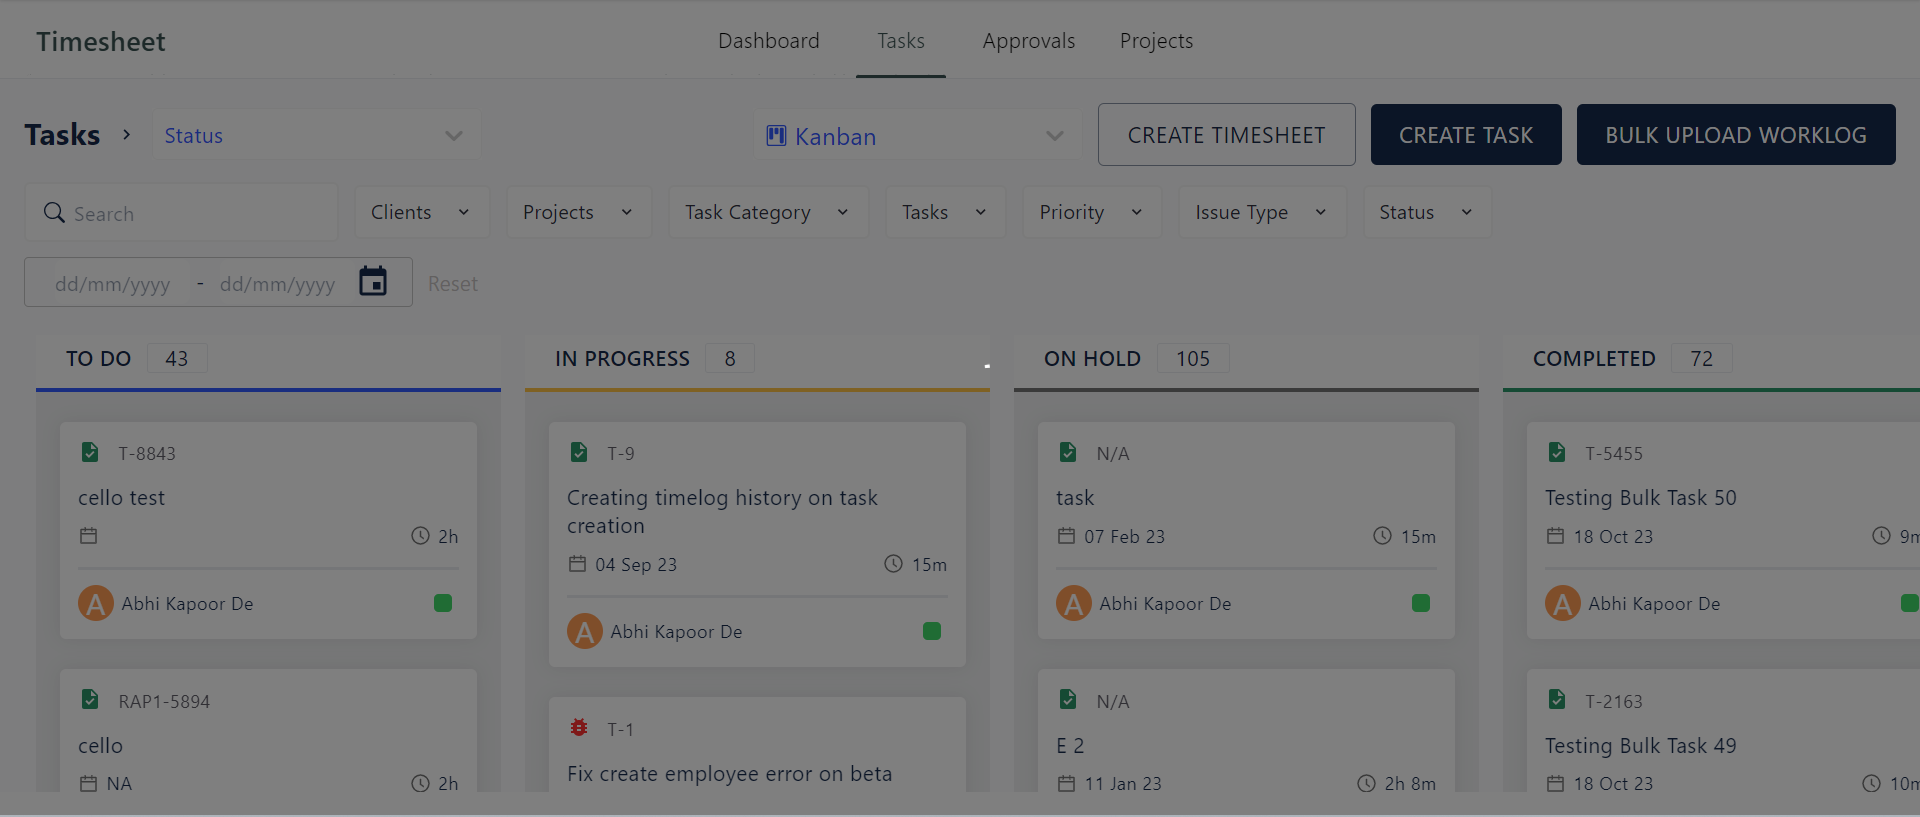 Timesheet
Dashboard
Tasks
Approvals
Projects
Tasks
Status
Kanban
CREATE TIMESHEET
CREATE TASK
BULK UPLOAD WORKLOG
Search
Clients
Projects
Task Category
Tasks
Priority
Issue Type
Status
dd/mm/yyyy - dd/mm/yyyy
Reset
TO DO 43
T-8843
cello test
2h
A Abhi Kapoor De
RAP1-5894
cello
NA 2h
IN PROGRESS 8
T-9
Creating timelog history on task
creation
04 Sep 23 15m
A Abhi Kapoor De
T-1
Fix create employee error on beta
ON HOLD 105
N/A
task
07 Feb 23 15m
A Abhi Kapoor De
N/A
E 2
11 Jan 23 2h 8m
COMPLETED 72
T-5455
Testing Bulk Task 50
18 Oct 23 9m
A Abhi Kapoor De
T-2163
Testing Bulk Task 49
18 Oct 23 10m